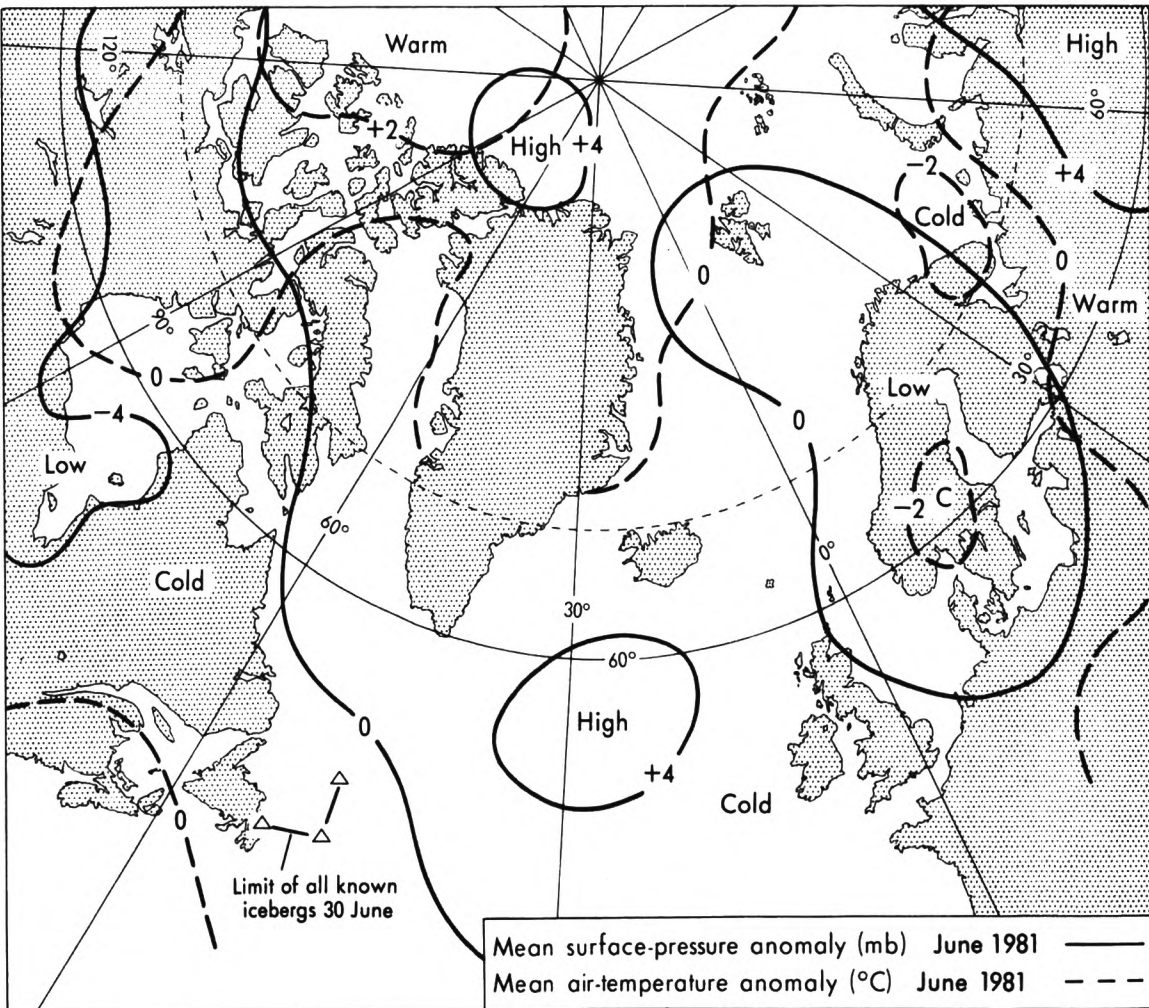 Warm
High
120°
+2
High +4
60°
-2
+4
Cold
0
0
Warm
90°
30°
0
-4
Low
0
Low
-2 C
60°
0°
Cold
30°
60°
High
0
+4
Cold
0
Limit of all known
icebergs 30 June
Mean surface-pressure anomaly (mb) June 1981
Mean air-temperature anomaly (°C) June 1981